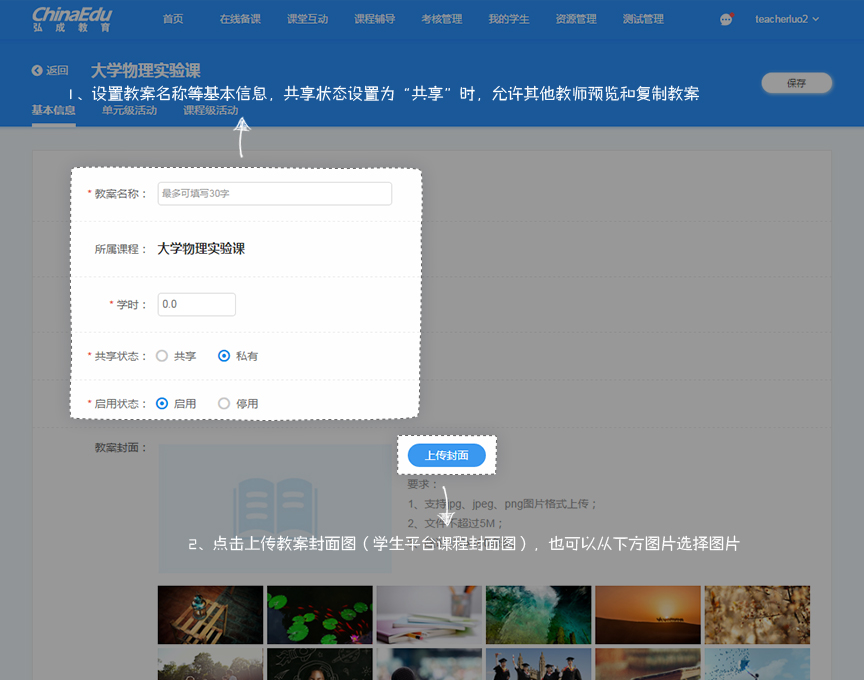 ChinaEdu
弘成教育
首页 在线备课 课堂互动 课程辅导 考核管理 我的学生 资源管理 测试管理 teacherluo2
返回 大学物理实验课
保存
1、设置教案名称等基本信息，共享状态设置为“共享”时，允许其他教师预览和复制教案
基本信息 单元级活动 课程级活动
* 教案名称： 最多可填写30字
所属课程： 大学物理实验课
* 学时： 0.0
* 共享状态： 共享 私有
* 启用状态： 启用 停用
教案封面： 上传封面
要求：
1、支持jpg、jpeg、png图片格式上传；
2、文件不超过5M；
2、点击上传教案封面图（学生平台课程封面图），也可以从下方图片选择图片